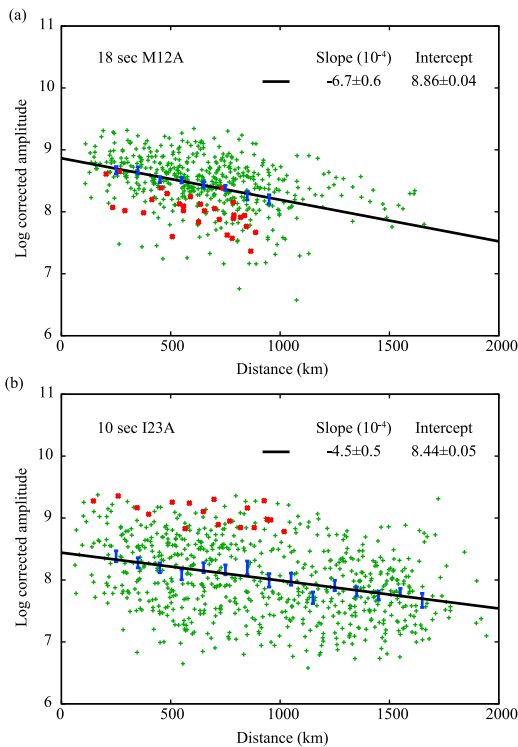 (a)
11
18 sec M12A
Slope (10⁻⁴) Intercept
-6.7±0.6 8.86±0.04
10
9
8
7
6
Log corrected amplitude
0 500 1000 1500 2000
Distance (km)
(b)
11
10 sec I23A
Slope (10⁻⁴) Intercept
-4.5±0.5 8.44±0.05
10
9
8
7
6
Log corrected amplitude
0 500 1000 1500 2000
Distance (km)